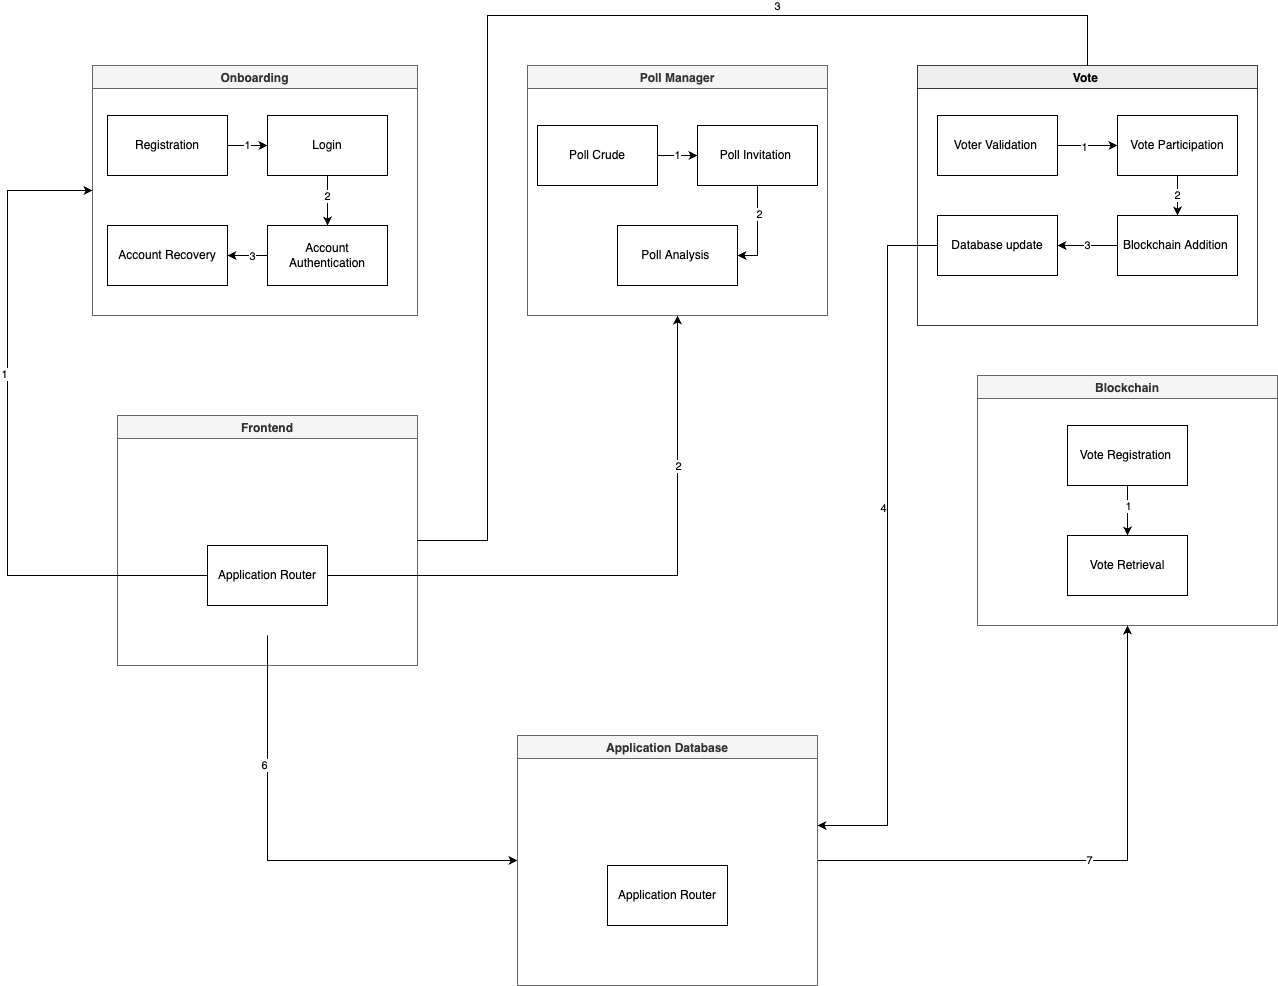 3
Onboarding
Poll Manager
Vote
Registration
1
Login
2
Account Recovery
3
Account
Authentication
Poll Crude
1
Poll Invitation
2
Poll Analysis
Voter Validation
1
Vote Participation
2
Database update
3
Blockchain Addition
1
Frontend
Application Router
2
4
Blockchain
Vote Registration
1
Vote Retrieval
6
Application Database
Application Router
7